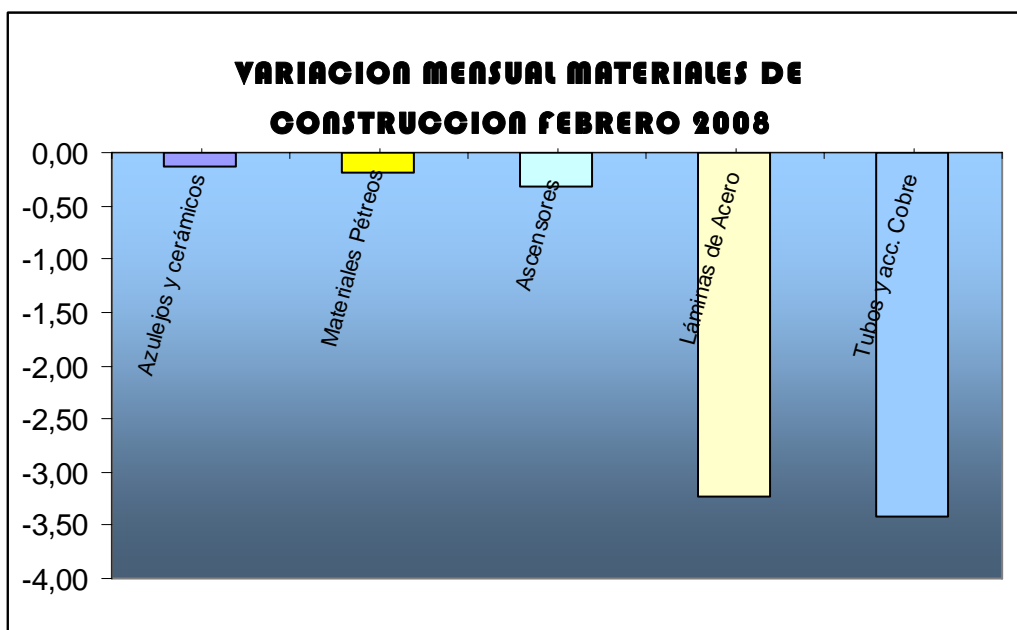 VARIACION MENSUAL MATERIALES DE
CONSTRUCCION FEBRERO 2008
0,00
-0,50
-1,00
-1,50
-2,00
-2,50
-3,00
-3,50
-4,00
Azulejos y cerámicos
Materiales Pétreos
Ascensores
Láminas de Acero
Tubos y acc. Cobre